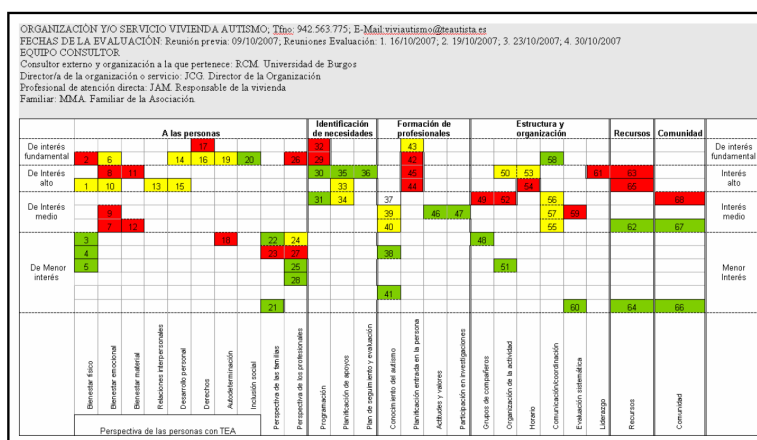 ORGANIZACIÓN Y/O SERVICIO VIVIENDA AUTISMO; Tfno: 942.563.775; E-Mail:viviautismo@teautista.es
FECHAS DE LA EVALUACIÓN: Reunión previa: 09/10/2007; Reuniones Evaluación: 1. 16/10/2007; 2. 19/10/2007; 3. 23/10/2007; 4. 30/10/2007
EQUIPO CONSULTOR
Consultor externo y organización a la que pertenece: RCM. Universidad de Burgos
Director/a de la organización o servicio: JCG. Director de la Organización
Profesional de atención directa: JAM. Responsable de la vivienda
Familiar: MMA. Familiar de la Asociación.
A las personas Identificación de necesidades Formación de profesionales Estructura y organización Recursos Comunidad
De interés fundamental 17 32 43 De interés fundamental
2 6 14 16 19 20 26 29 42 58
De Interés alto 8 11 30 35 36 45 50 53 61 63 Interés alto
1 10 13 15 33 44 54 65
De Interés medio 31 34 37 49 52 56 68 Interés medio
9 39 46 47 57 59
7 12 40 55 62 67
De Menor interés 3 18 22 24 48 Menor Interés
4 23 27 38
5 25 51
28
41
21 60 64 66
Bienestar físico
Bienestar emocional
Bienestar material
Relaciones interpersonales
Desarrollo personal
Derechos
Autodeterminación
Inclusión social
Perspectiva de las familias
Perspectiva de los profesionales
Programación
Planificación de apoyos
Plan de seguimiento y evaluación
Conocimiento del autismo
Planificación entrada en la persona
Actitudes y valores
Participación en investigaciones
Grupos de compañeros
Organización de la actividad
Horario
Comunicación/coordinación
Evaluación sistemática
Liderazgo
Recursos
Comunidad
Perspectiva de las personas con TEA